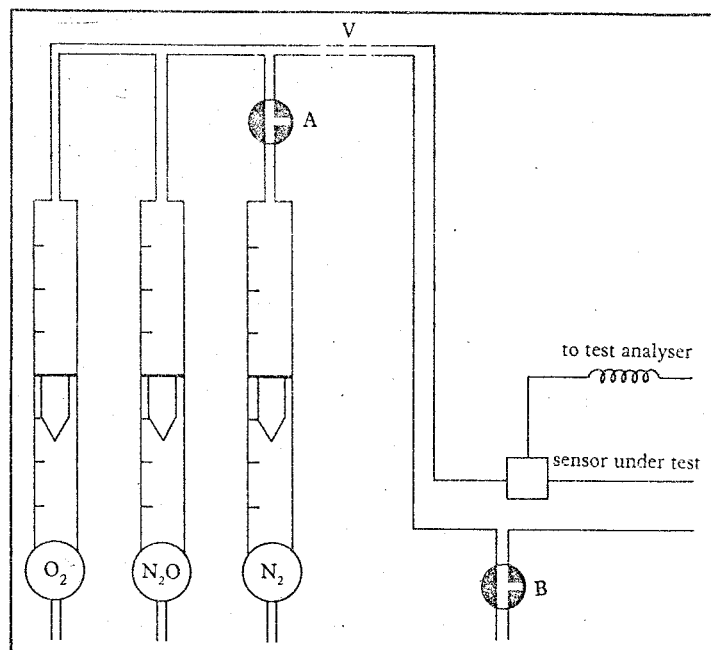 V
A
to test analyser
sensor under test
O₂
N₂O
N₂
B